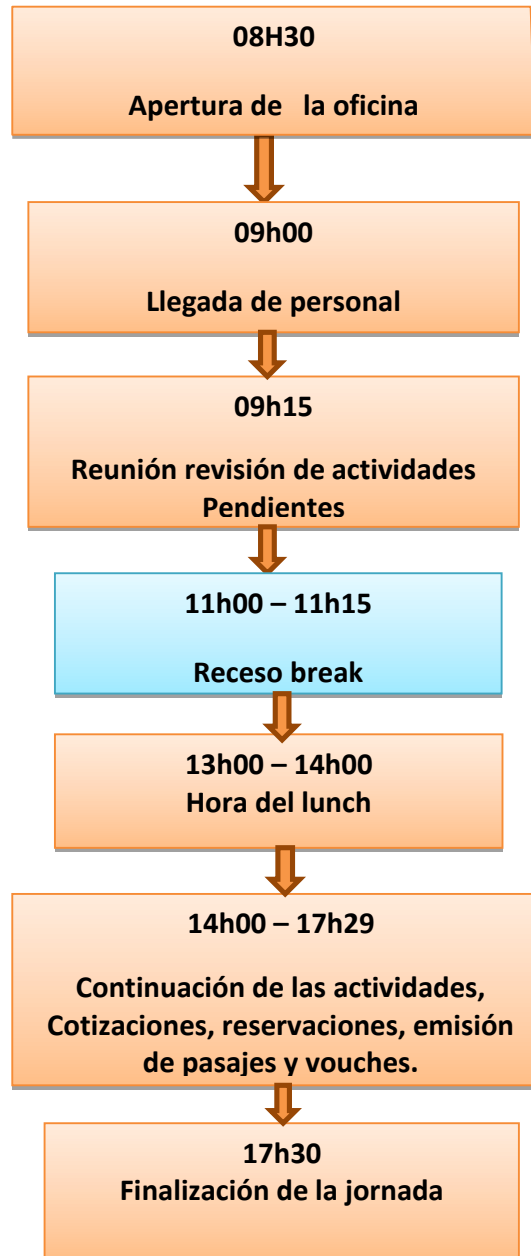 08H30
Apertura de la oficina
09h00
Llegada de personal
09h15
Reunión revisión de actividades
Pendientes
11h00 – 11h15
Receso break
13h00 – 14h00
Hora del lunch
14h00 – 17h29
Continuación de las actividades,
Cotizaciones, reservaciones, emisión
de pasajes y vouches.
17h30
Finalización de la jornada